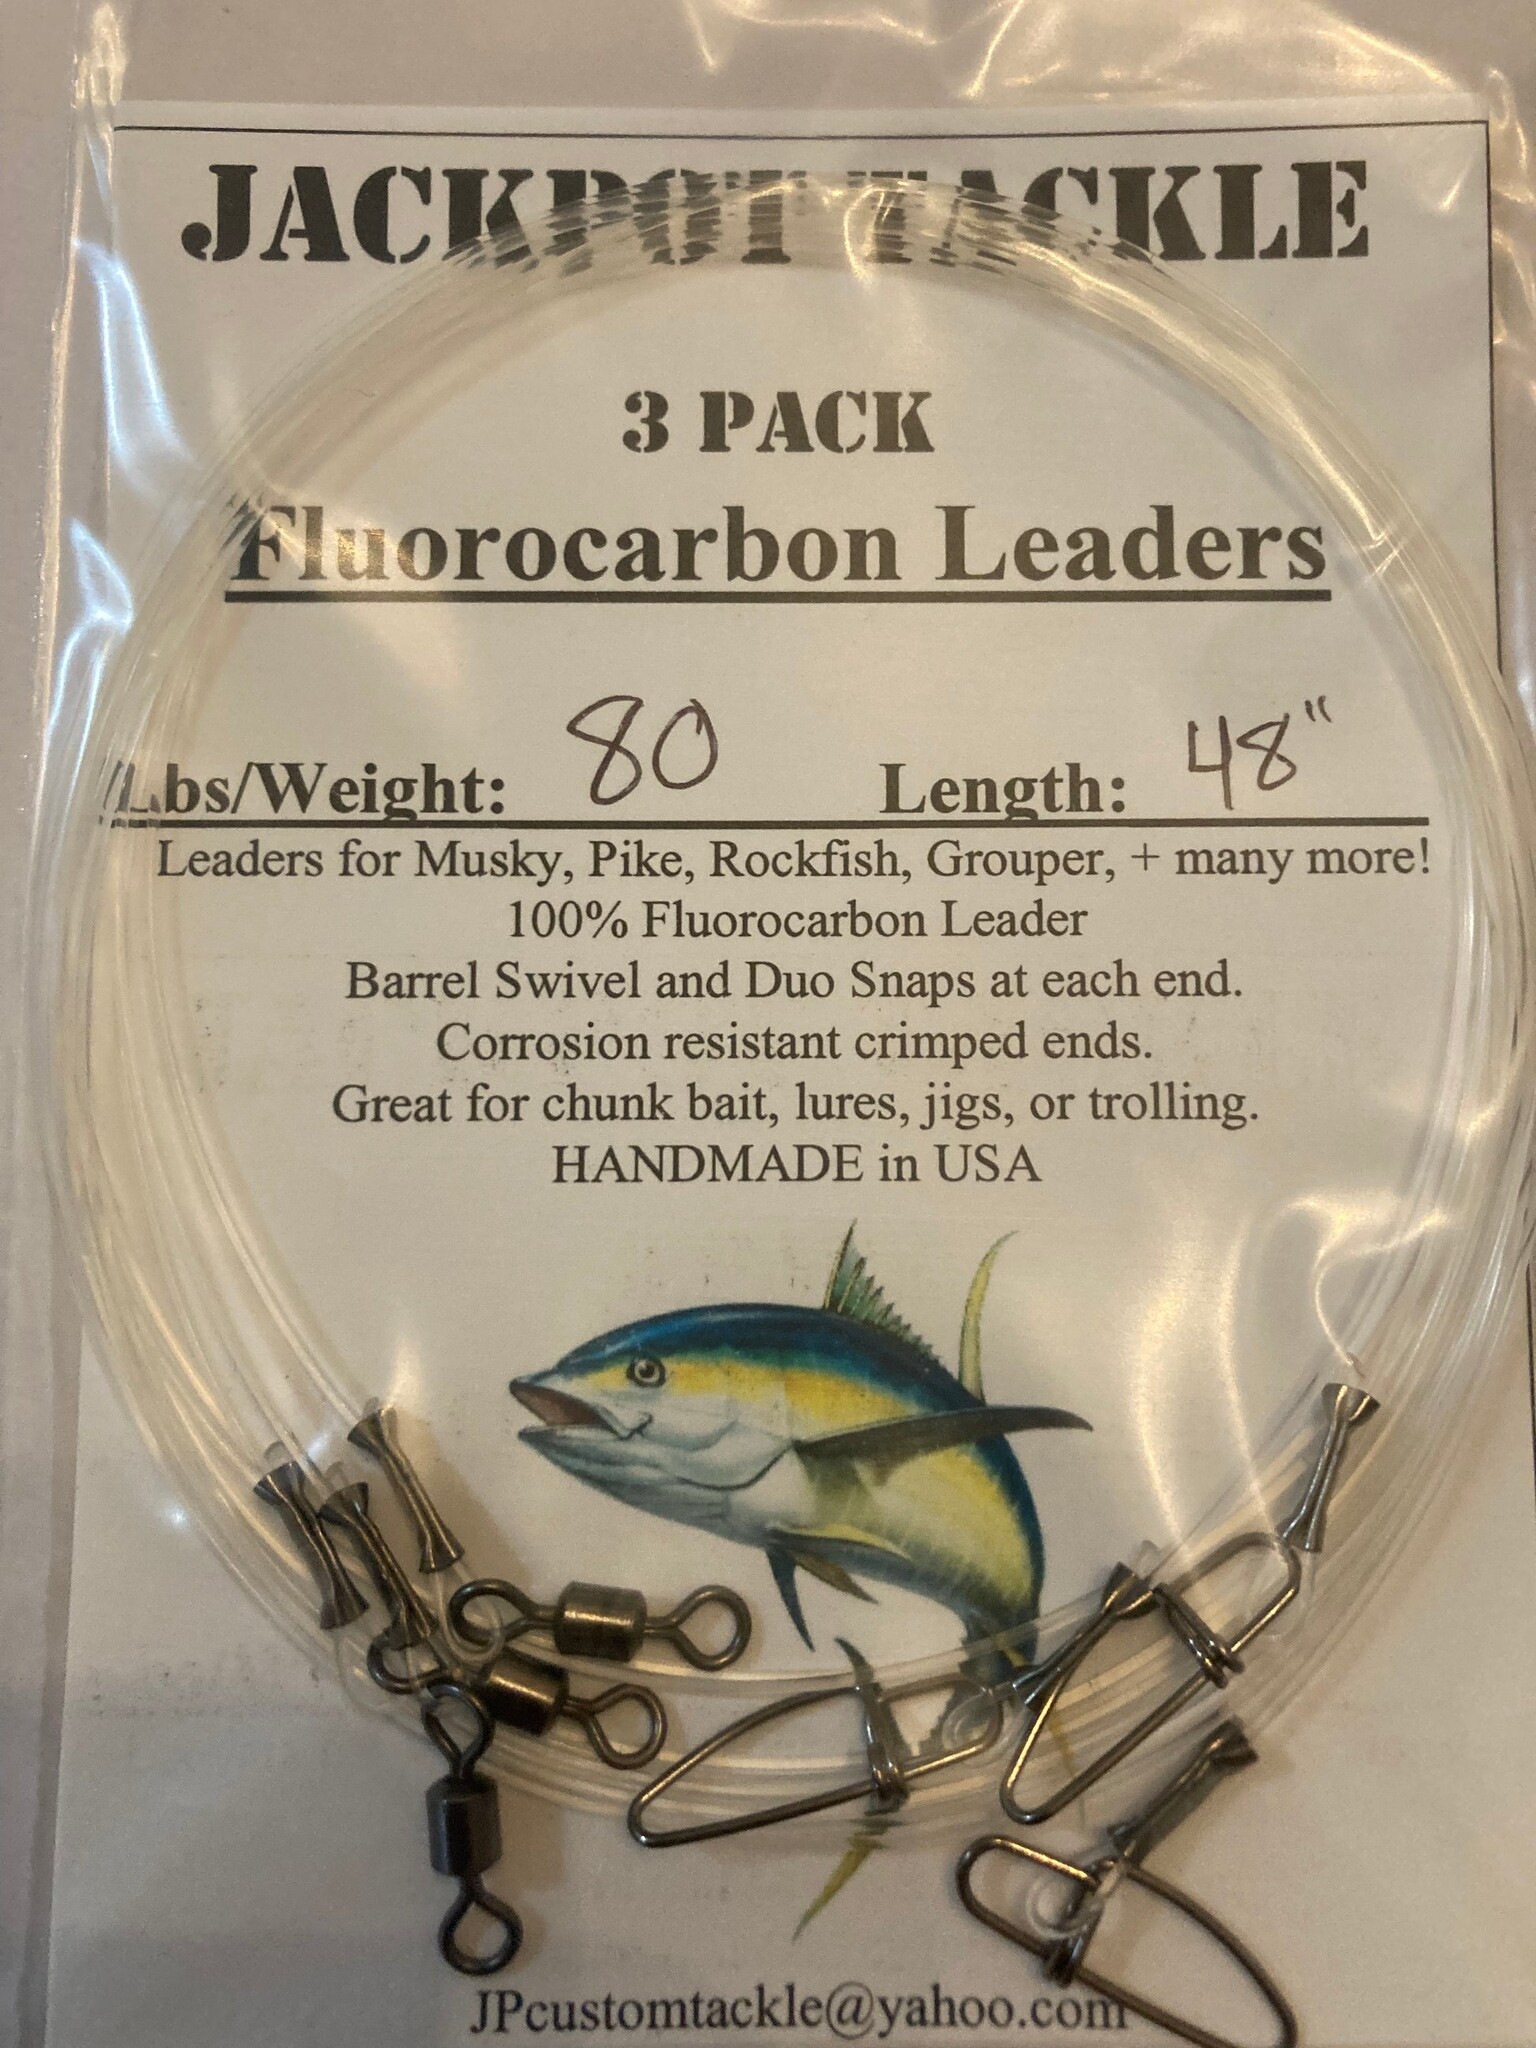 JACKPOT TACKLE
3 PACK
Fluorocarbon Leaders
Lbs/Weight: 80 Length: 48"
Leaders for Musky, Pike, Rockfish, Grouper, + many more!
100% Fluorocarbon Leader
Barrel Swivel and Duo Snaps at each end.
Corrosion resistant crimped ends.
Great for chunk bait, lures, jigs, or trolling.
HANDMADE in USA
JPcustomtackle@yahoo.com